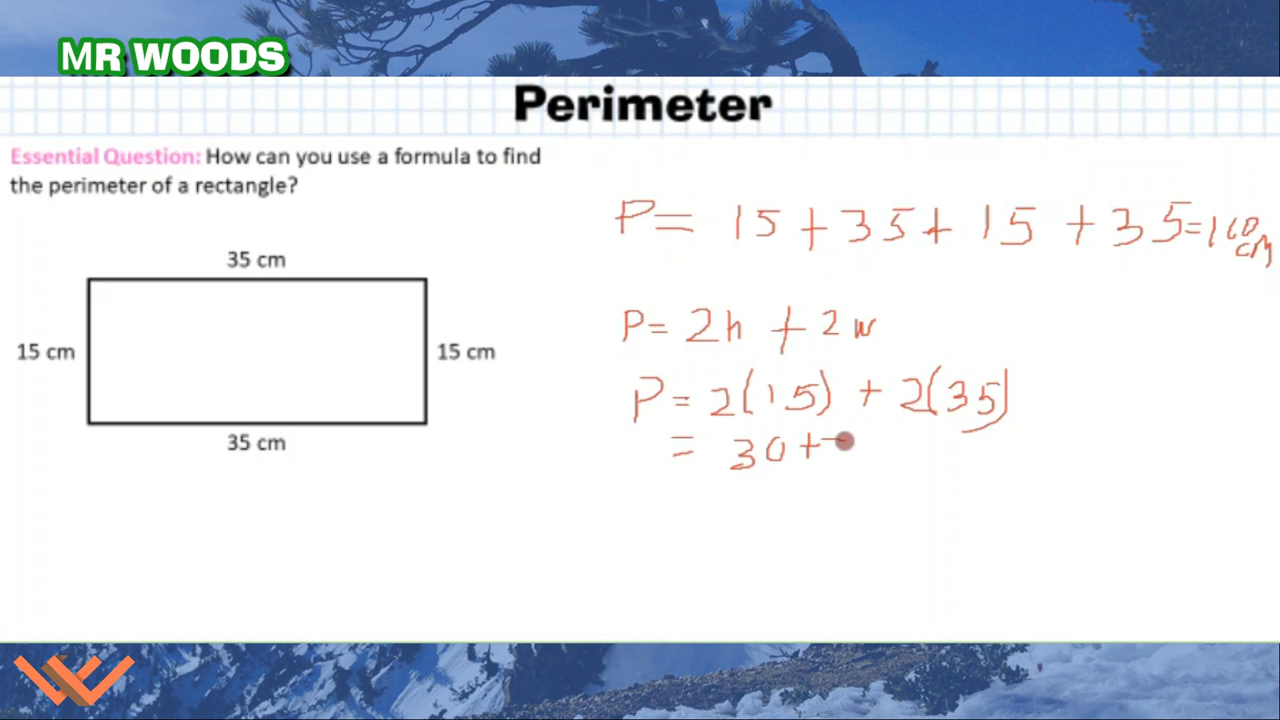 MR WOODS
Perimeter
Essential Question: How can you use a formula to find
the perimeter of a rectangle?
35 cm
15 cm
15 cm
35 cm
P= 15+35+15+35=100
cm
P= 2h + 2w
P= 2(15) + 2(35)
= 30+